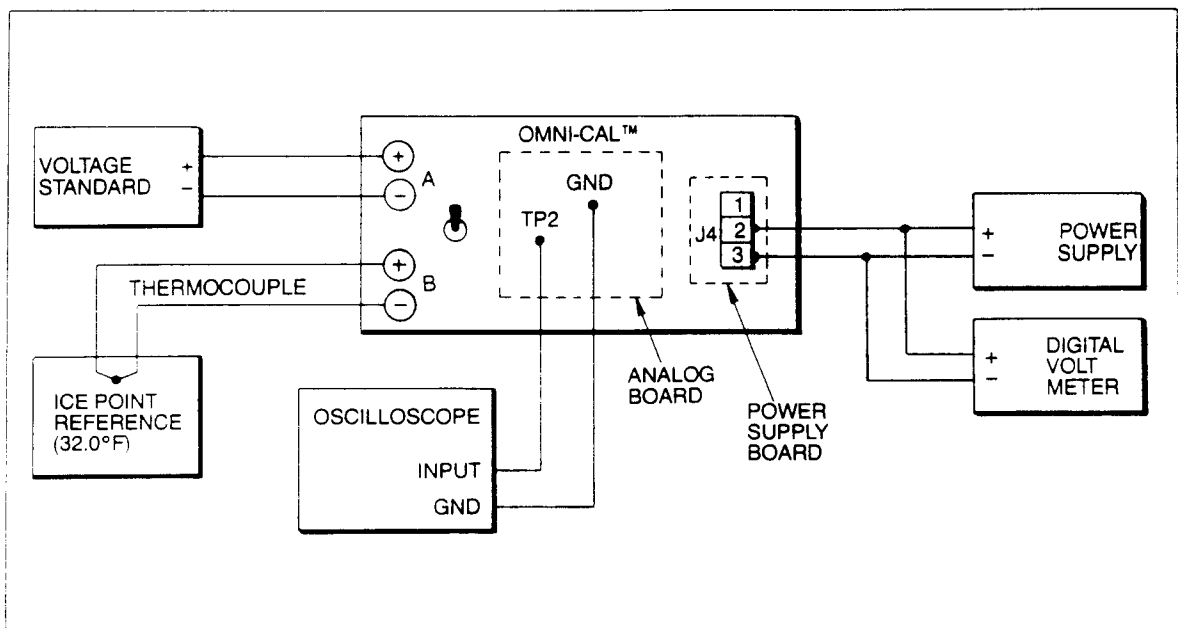 OMNI-CAL™
VOLTAGE
STANDARD
+
−
+
A
−
GND
TP2
1
J4
2
3
+
−
POWER
SUPPLY
+
B
−
THERMOCOUPLE
ICE POINT
REFERENCE
(32.0°F)
OSCILLOSCOPE
INPUT
GND
ANALOG
BOARD
POWER
SUPPLY
BOARD
+
−
DIGITAL
VOLT
METER